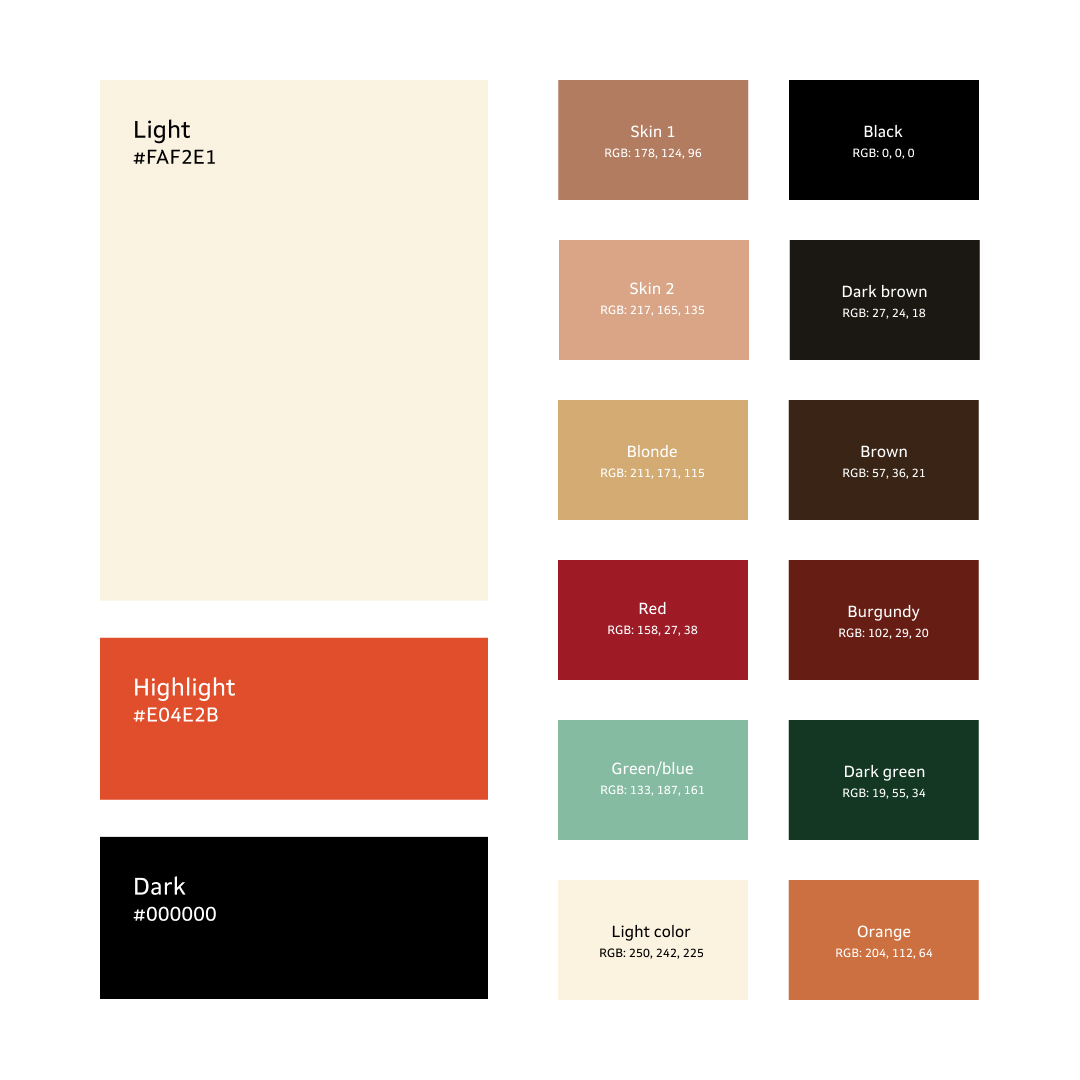 Light
#FAF2E1
Highlight
#E04E2B
Dark
#000000
Skin 1
RGB: 178, 124, 96
Black
RGB: 0, 0, 0
Skin 2
RGB: 217, 165, 135
Dark brown
RGB: 27, 24, 18
Blonde
RGB: 211, 171, 115
Brown
RGB: 57, 36, 21
Red
RGB: 158, 27, 38
Burgundy
RGB: 102, 29, 20
Green/blue
RGB: 133, 187, 161
Dark green
RGB: 19, 55, 34
Light color
RGB: 250, 242, 225
Orange
RGB: 204, 112, 64